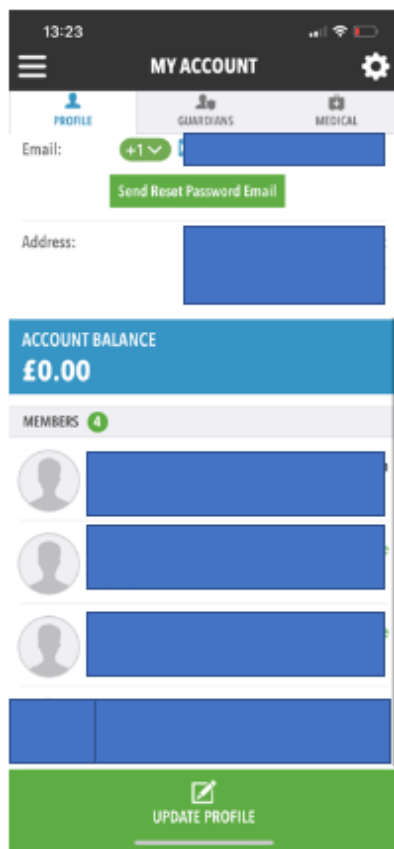 13:23
MY ACCOUNT
PROFILE
GUARDIANS
MEDICAL
Email:
+1
Send Reset Password Email
Address:
ACCOUNT BALANCE
£0.00
MEMBERS 4
UPDATE PROFILE